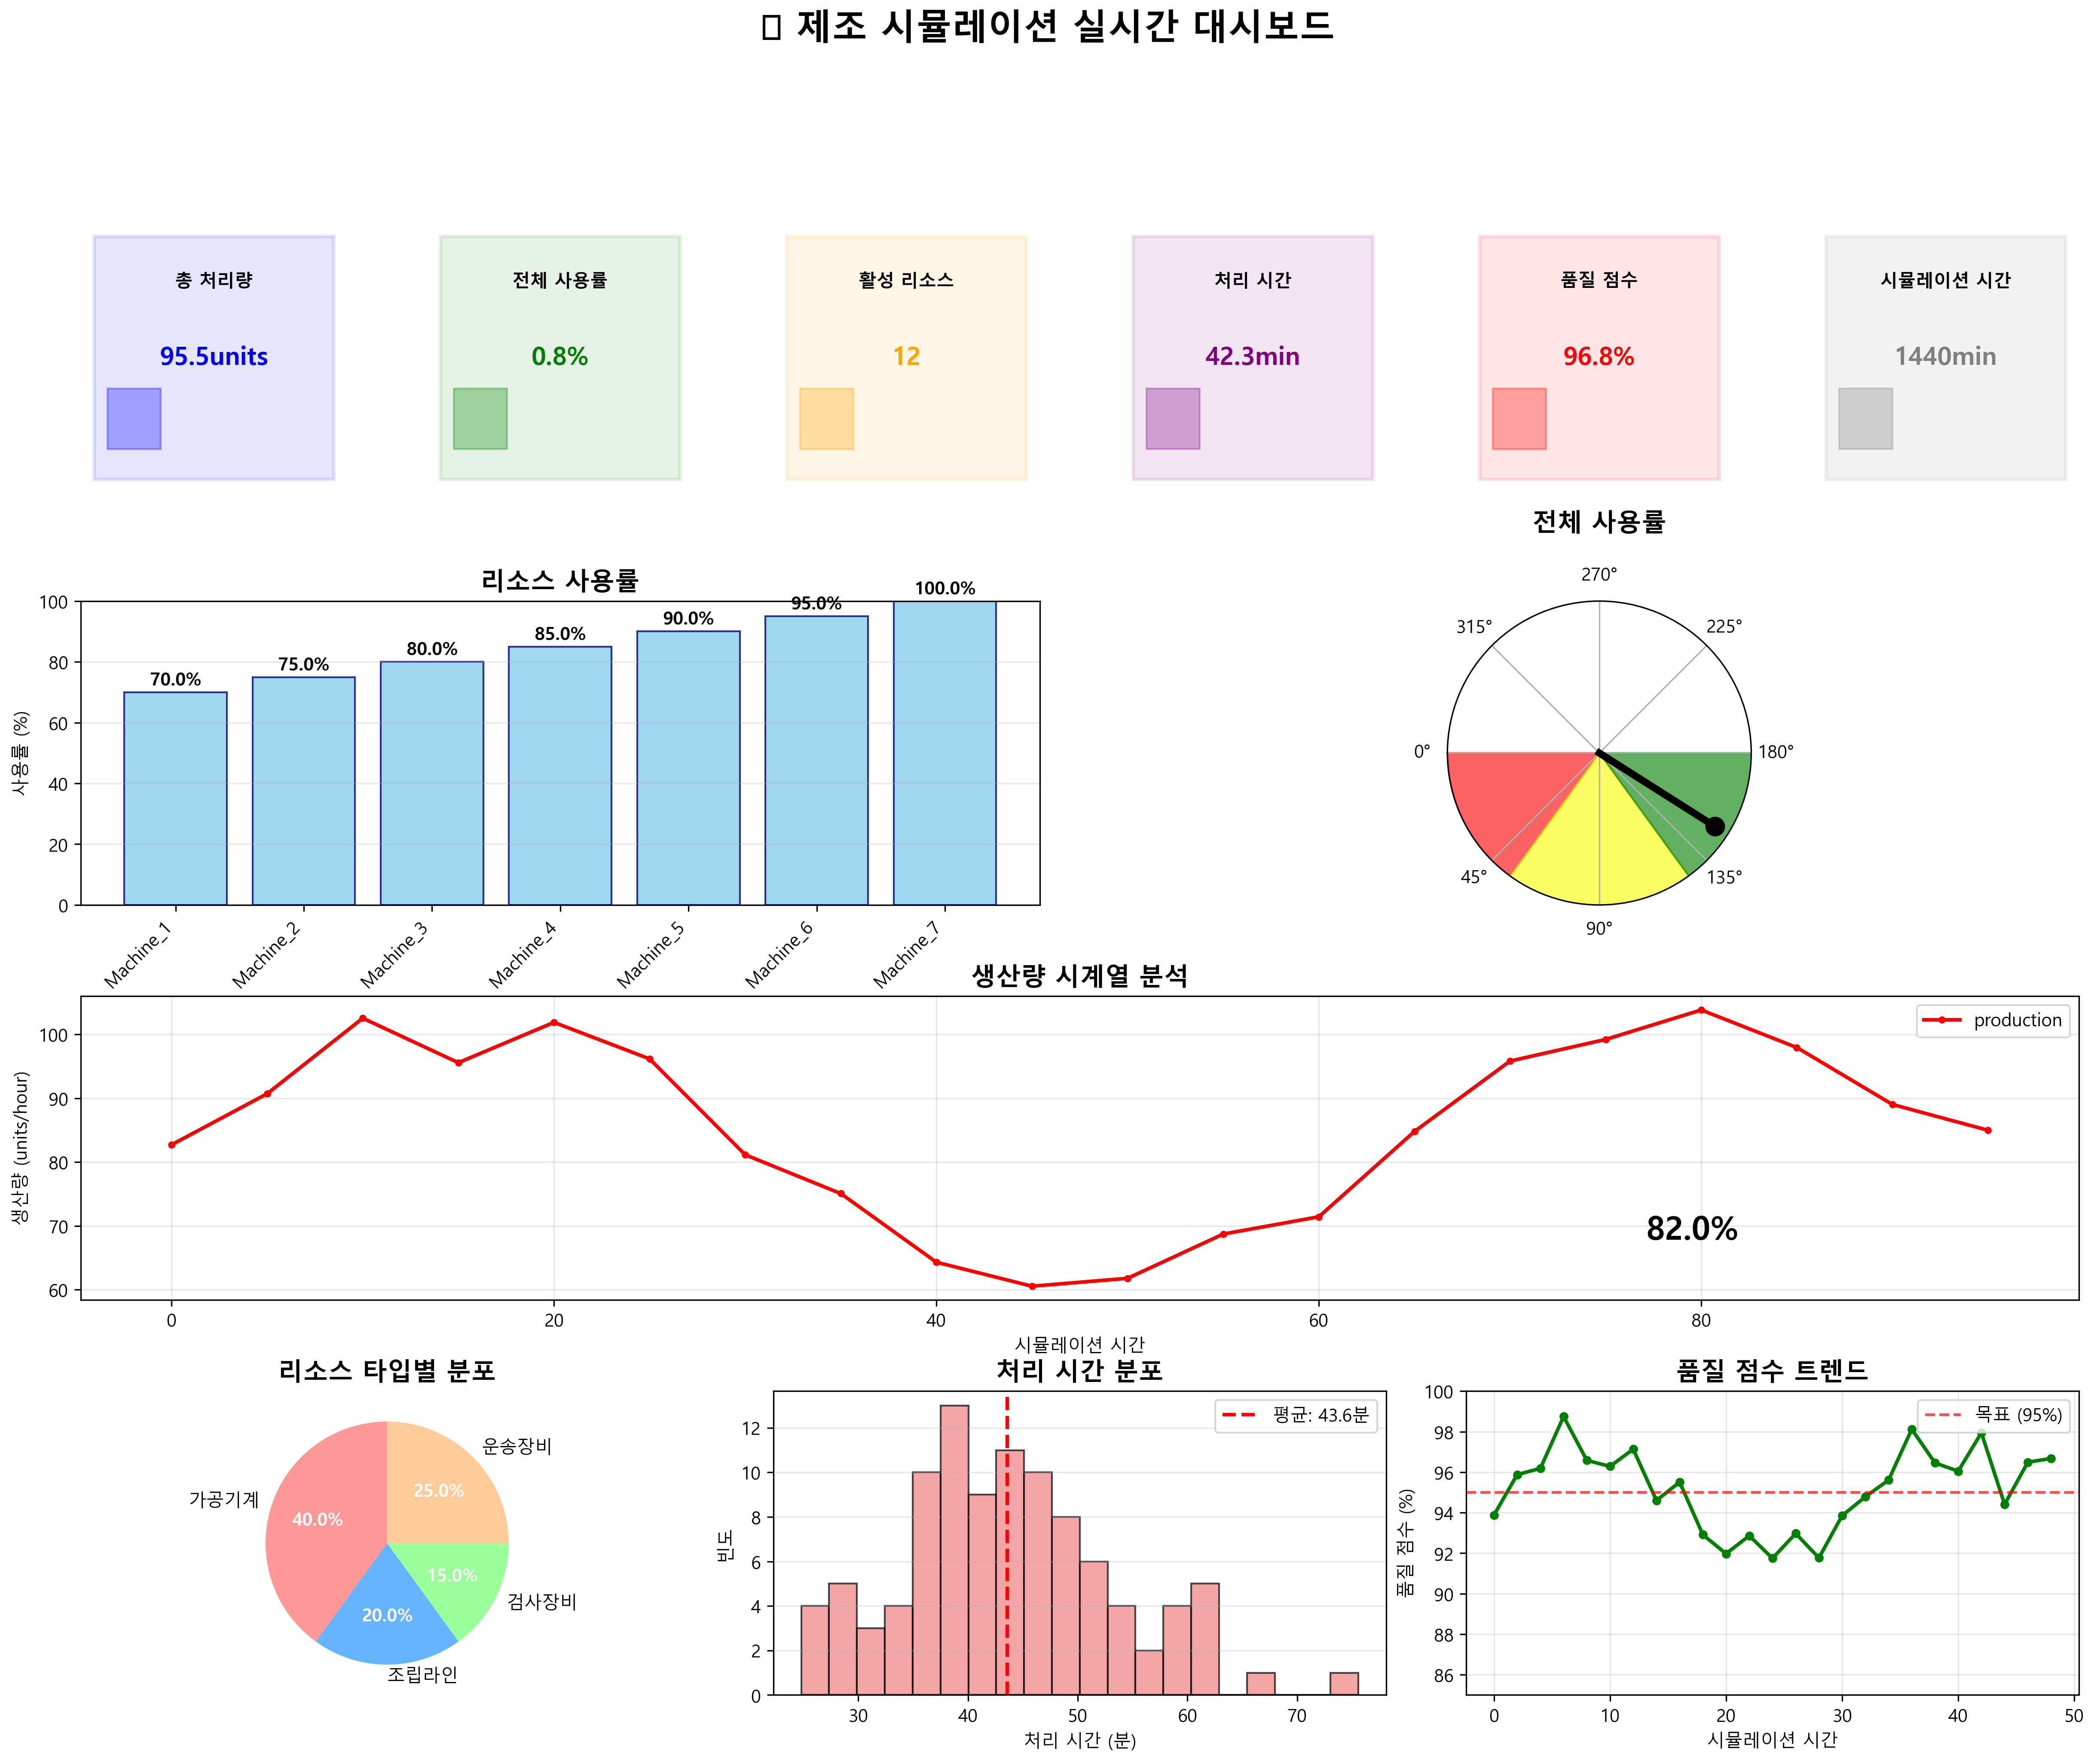 제조 시뮬레이션 실시간 대시보드
총 처리량
95.5units
전체 사용률
0.8%
활성 리소스
12
처리 시간
42.3min
품질 점수
96.8%
시뮬레이션 시간
1440min
리소스 사용률
사용률 (%)
100
80
60
40
20
0
70.0%
75.0%
80.0%
85.0%
90.0%
95.0%
100.0%
Machine_1
Machine_2
Machine_3
Machine_4
Machine_5
Machine_6
Machine_7
전체 사용률
270°
315°
225°
0°
180°
45°
135°
90°
생산량 시계열 분석
생산량 (units/hour)
100
90
80
70
60
production
82.0%
0
20
40
60
80
시뮬레이션 시간
리소스 타입별 분포
운송장비
25.0%
가공기계
40.0%
15.0%
검사장비
20.0%
조립라인
처리 시간 분포
빈도
12
10
8
6
4
2
0
평균: 43.6분
30
40
50
60
70
처리 시간 (분)
품질 점수 트렌드
품질 점수 (%)
100
98
96
94
92
90
88
86
목표 (95%)
0
10
20
30
40
50
시뮬레이션 시간